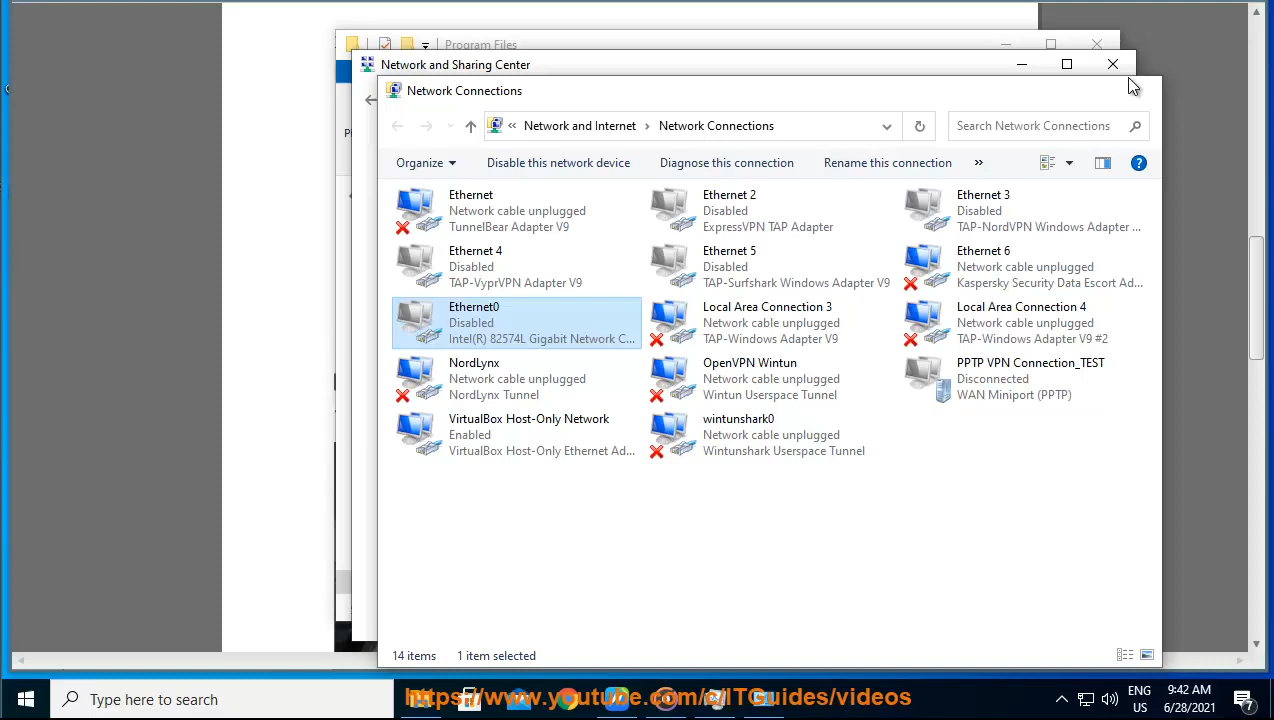 Program Files
Network and Sharing Center
Network Connections
« Network and Internet › Network Connections
Search Network Connections
Organize
Disable this network device
Diagnose this connection
Rename this connection
»
Ethernet
Network cable unplugged
TunnelBear Adapter V9
Ethernet 2
Disabled
ExpressVPN TAP Adapter
Ethernet 3
Disabled
TAP-NordVPN Windows Adapter ...
Ethernet 4
Disabled
TAP-VyprVPN Adapter V9
Ethernet 5
Disabled
TAP-Surfshark Windows Adapter V9
Ethernet 6
Network cable unplugged
Kaspersky Security Data Escort Ad...
Ethernet0
Disabled
Intel(R) 82574L Gigabit Network C...
Local Area Connection 3
Network cable unplugged
TAP-Windows Adapter V9
Local Area Connection 4
Network cable unplugged
TAP-Windows Adapter V9 #2
NordLynx
Network cable unplugged
NordLynx Tunnel
OpenVPN Wintun
Network cable unplugged
Wintun Userspace Tunnel
PPTP VPN Connection_TEST
Disconnected
WAN Miniport (PPTP)
VirtualBox Host-Only Network
Enabled
VirtualBox Host-Only Ethernet Ad...
wintunshark0
Network cable unplugged
Wintunshark Userspace Tunnel
14 items
1 item selected
Type here to search
ENG
US
9:42 AM
6/28/2021
7